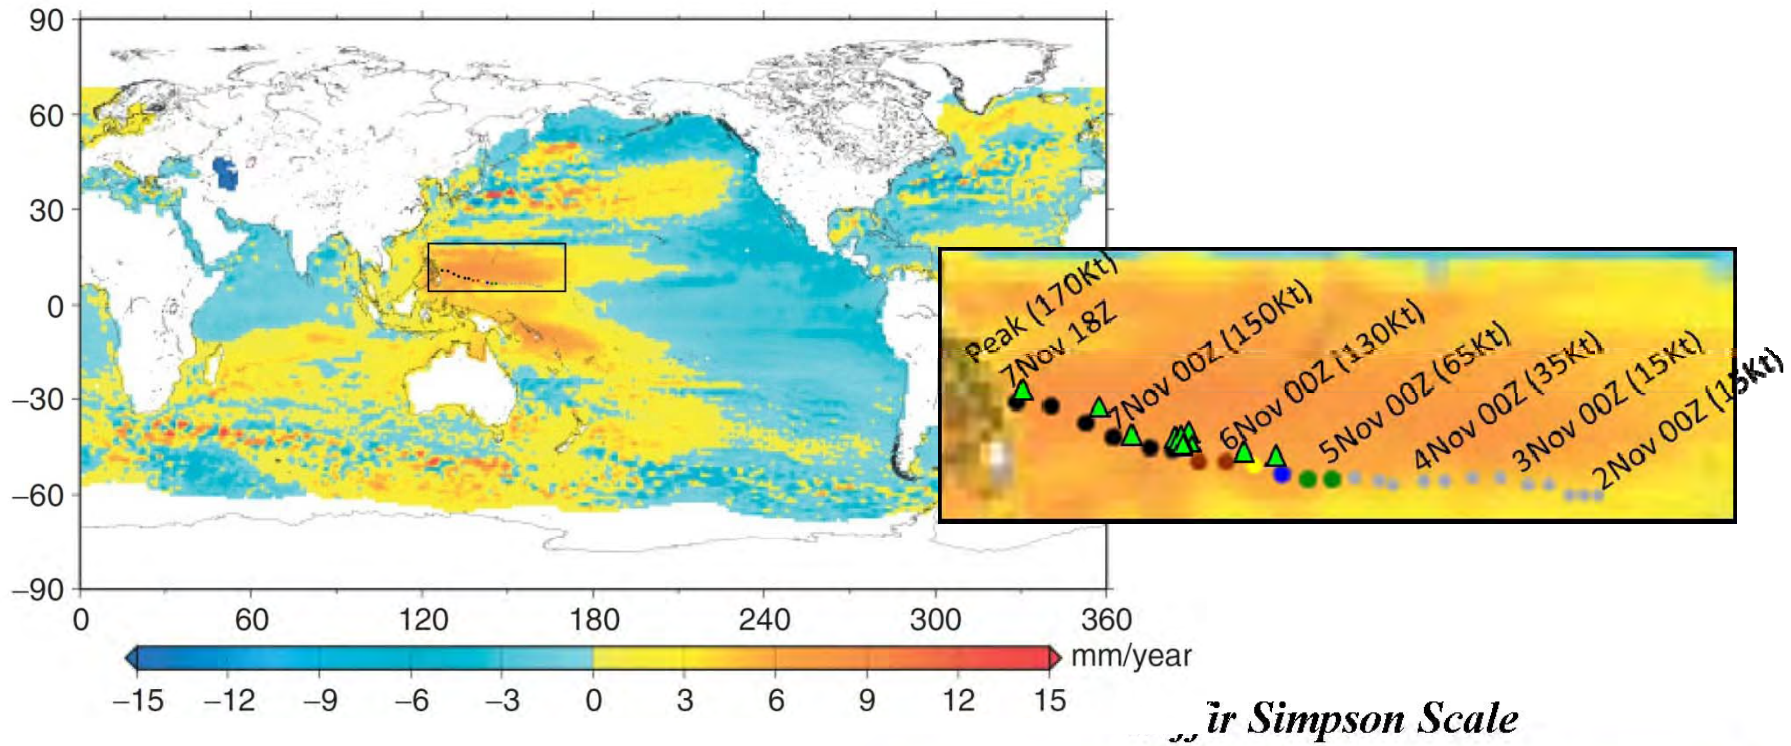 90
60
30
0
−30
−60
−90
0 60 120 180 240 300 360
−15 −12 −9 −6 −3 0 3 6 9 12 15
mm/year
Peak (170Kt)
7Nov 18Z
7Nov 00Z (150Kt)
6Nov 00Z (130Kt)
5Nov 00Z (65Kt)
4Nov 00Z (35Kt)
3Nov 00Z (15Kt)
2Nov 00Z (15Kt)
Simpson Scale